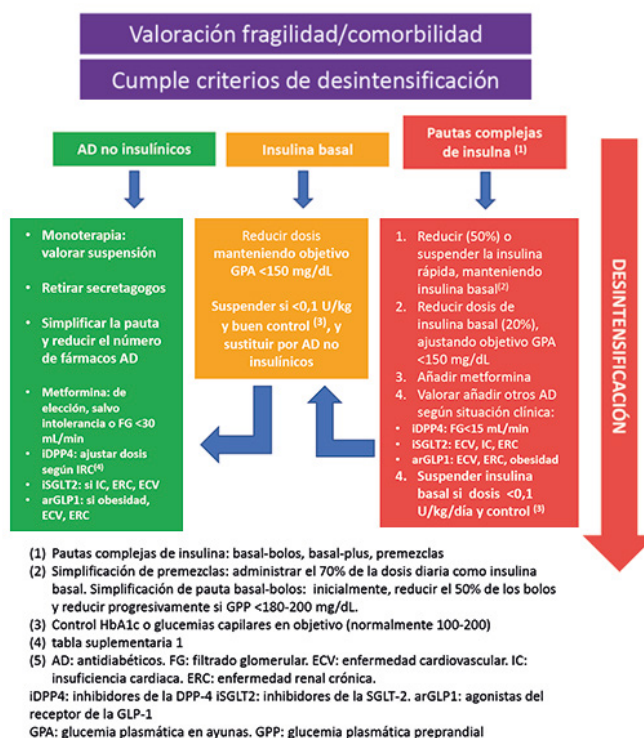 Valoración fragilidad/comorbilidad
Cumple criterios de desintensificación
AD no insulínicos
Insulina basal
Pautas complejas
de insulna (1)
• Monoterapia:
valorar suspensión
• Retirar secretagogos
• Simplificar la pauta
y reducir el número
de fármacos AD
• Metformina: de
elección, salvo
intolerancia o FG <30
mL/min
• iDPP4: ajustar dosis
según IRC(4)
• iSGLT2: si IC, ERC, ECV
• arGLP1: si obesidad,
ECV, ERC
Reducir dosis
manteniendo objetivo
GPA <150 mg/dL
Suspender si <0,1 U/kg
y buen control (3), y
sustituir por AD no
insulínicos
1. Reducir (50%) o
suspender la insulina
rápida, manteniendo
insulina basal(2)
2. Reducir dosis de
insulina basal (20%),
ajustando objetivo GPA
<150 mg/dL
3. Añadir metformina
4. Valorar añadir otros AD
según situación clínica:
• iDPP4: FG<15 mL/min
• iSGLT2: ECV, IC, ERC
• arGLP1: ECV, ERC, obesidad
4. Suspender insulina
basal si dosis <0,1
U/kg/día y control (3)
DESINTENSIFICACIÓN
(1) Pautas complejas de insulina: basal-bolos, basal-plus, premezclas
(2) Simplificación de premezclas: administrar el 70% de la dosis diaria como insulina
basal. Simplificación de pauta basal-bolos: inicialmente, reducir el 50% de los bolos
y reducir progresivamente si GPP <180-200 mg/dL.
(3) Control HbA1c o glucemias capilares en objetivo (normalmente 100-200)
(4) tabla suplementaria 1
(5) AD: antidiabéticos. FG: filtrado glomerular. ECV: enfermedad cardiovascular. IC:
insuficiencia cardiaca. ERC: enfermedad renal crónica.
iDPP4: inhibidores de la DPP-4 iSGLT2: inhibidores de la SGLT-2. arGLP1: agonistas del
receptor de la GLP-1
GPA: glucemia plasmática en ayunas. GPP: glucemia plasmática preprandial